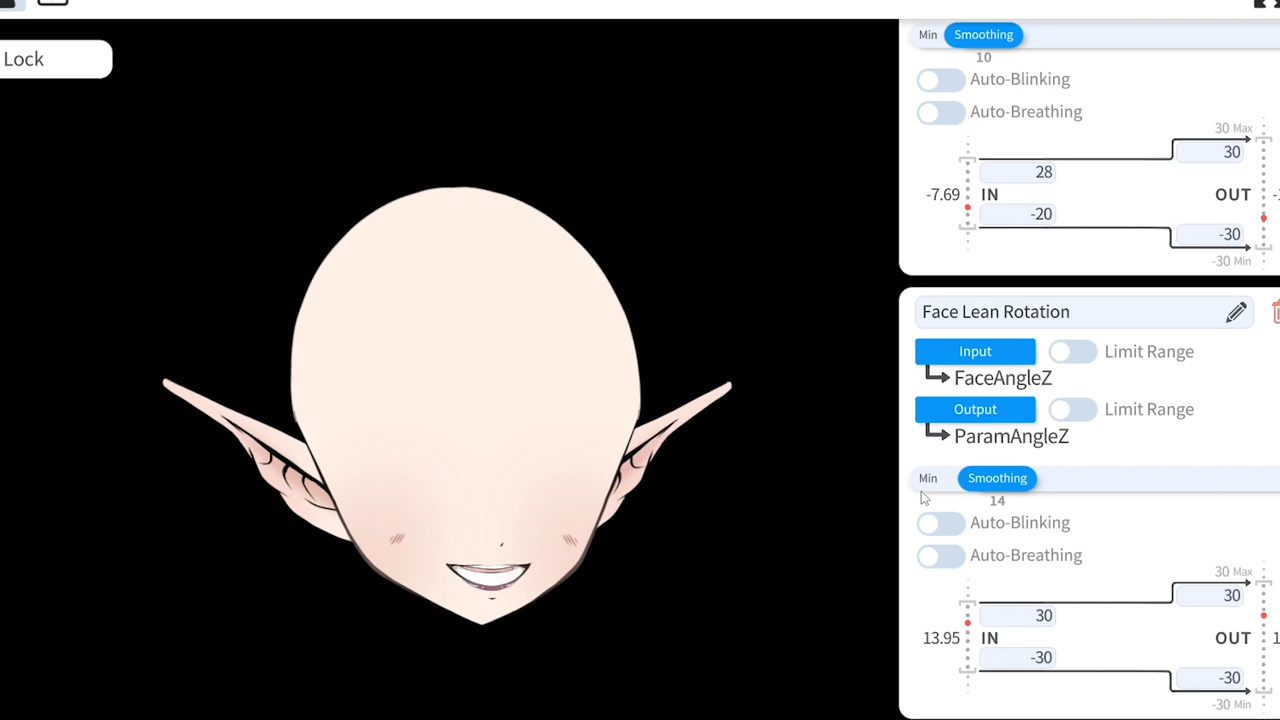 Lock
Min Smoothing
10
Auto-Blinking
Auto-Breathing
30 Max
30
28
-7.69 IN OUT
-20
-30
-30 Min
Face Lean Rotation
Input Limit Range
FaceAngleZ
Output Limit Range
ParamAngleZ
Min Smoothing
14
Auto-Blinking
Auto-Breathing
30 Max
30
30
13.95 IN OUT
-30
-30
-30 Min